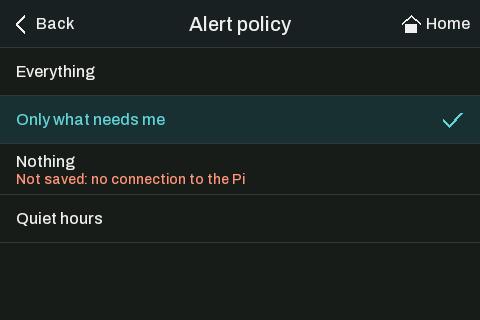 Back
Alert policy
Home
Everything
Only what needs me
Nothing
Not saved: no connection to the Pi
Quiet hours